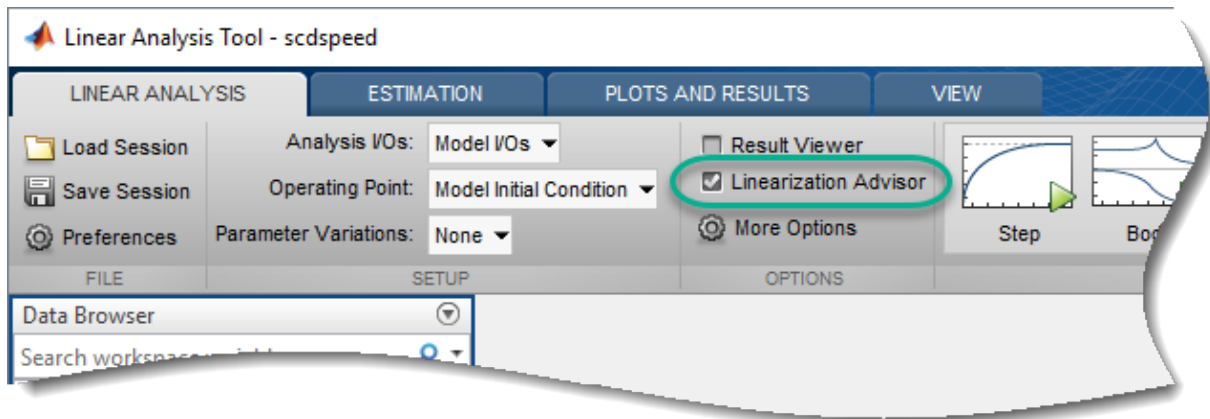 Linear Analysis Tool - scdspeed
LINEAR ANALYSIS ESTIMATION PLOTS AND RESULTS VIEW
Load Session Analysis I/Os: Model I/Os Result Viewer
Save Session Operating Point: Model Initial Condition Linearization Advisor
Preferences Parameter Variations: None More Options Step
FILE SETUP OPTIONS
Data Browser
Search workspace